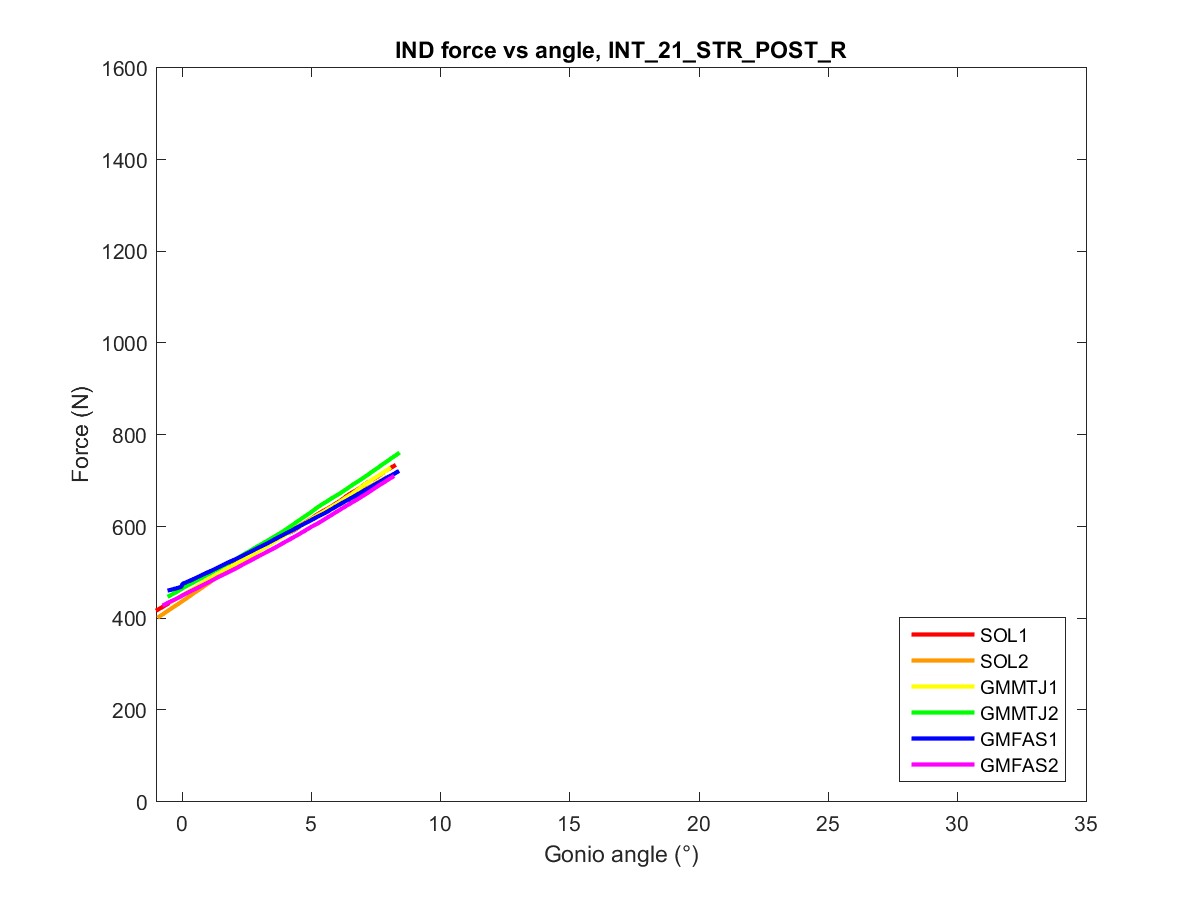 IND force vs angle, INT_21_STR_POST_R
1600
1400
1200
1000
800
600
400
200
0
Force (N)
0 5 10 15 20 25 30 35
Gonio angle (°)
SOL1
SOL2
GMMTJ1
GMMTJ2
GMFAS1
GMFAS2